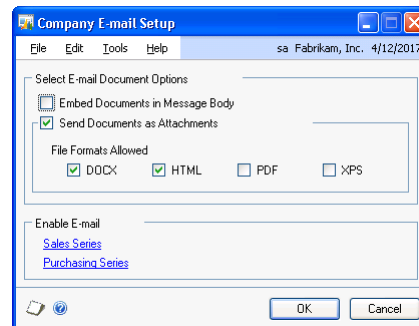 Company E-mail Setup
File Edit Tools Help sa Fabrikam, Inc. 4/12/2017
Select E-mail Document Options
Embed Documents in Message Body
Send Documents as Attachments
File Formats Allowed
DOCX HTML PDF XPS
Enable E-mail
Sales Series
Purchasing Series
OK Cancel